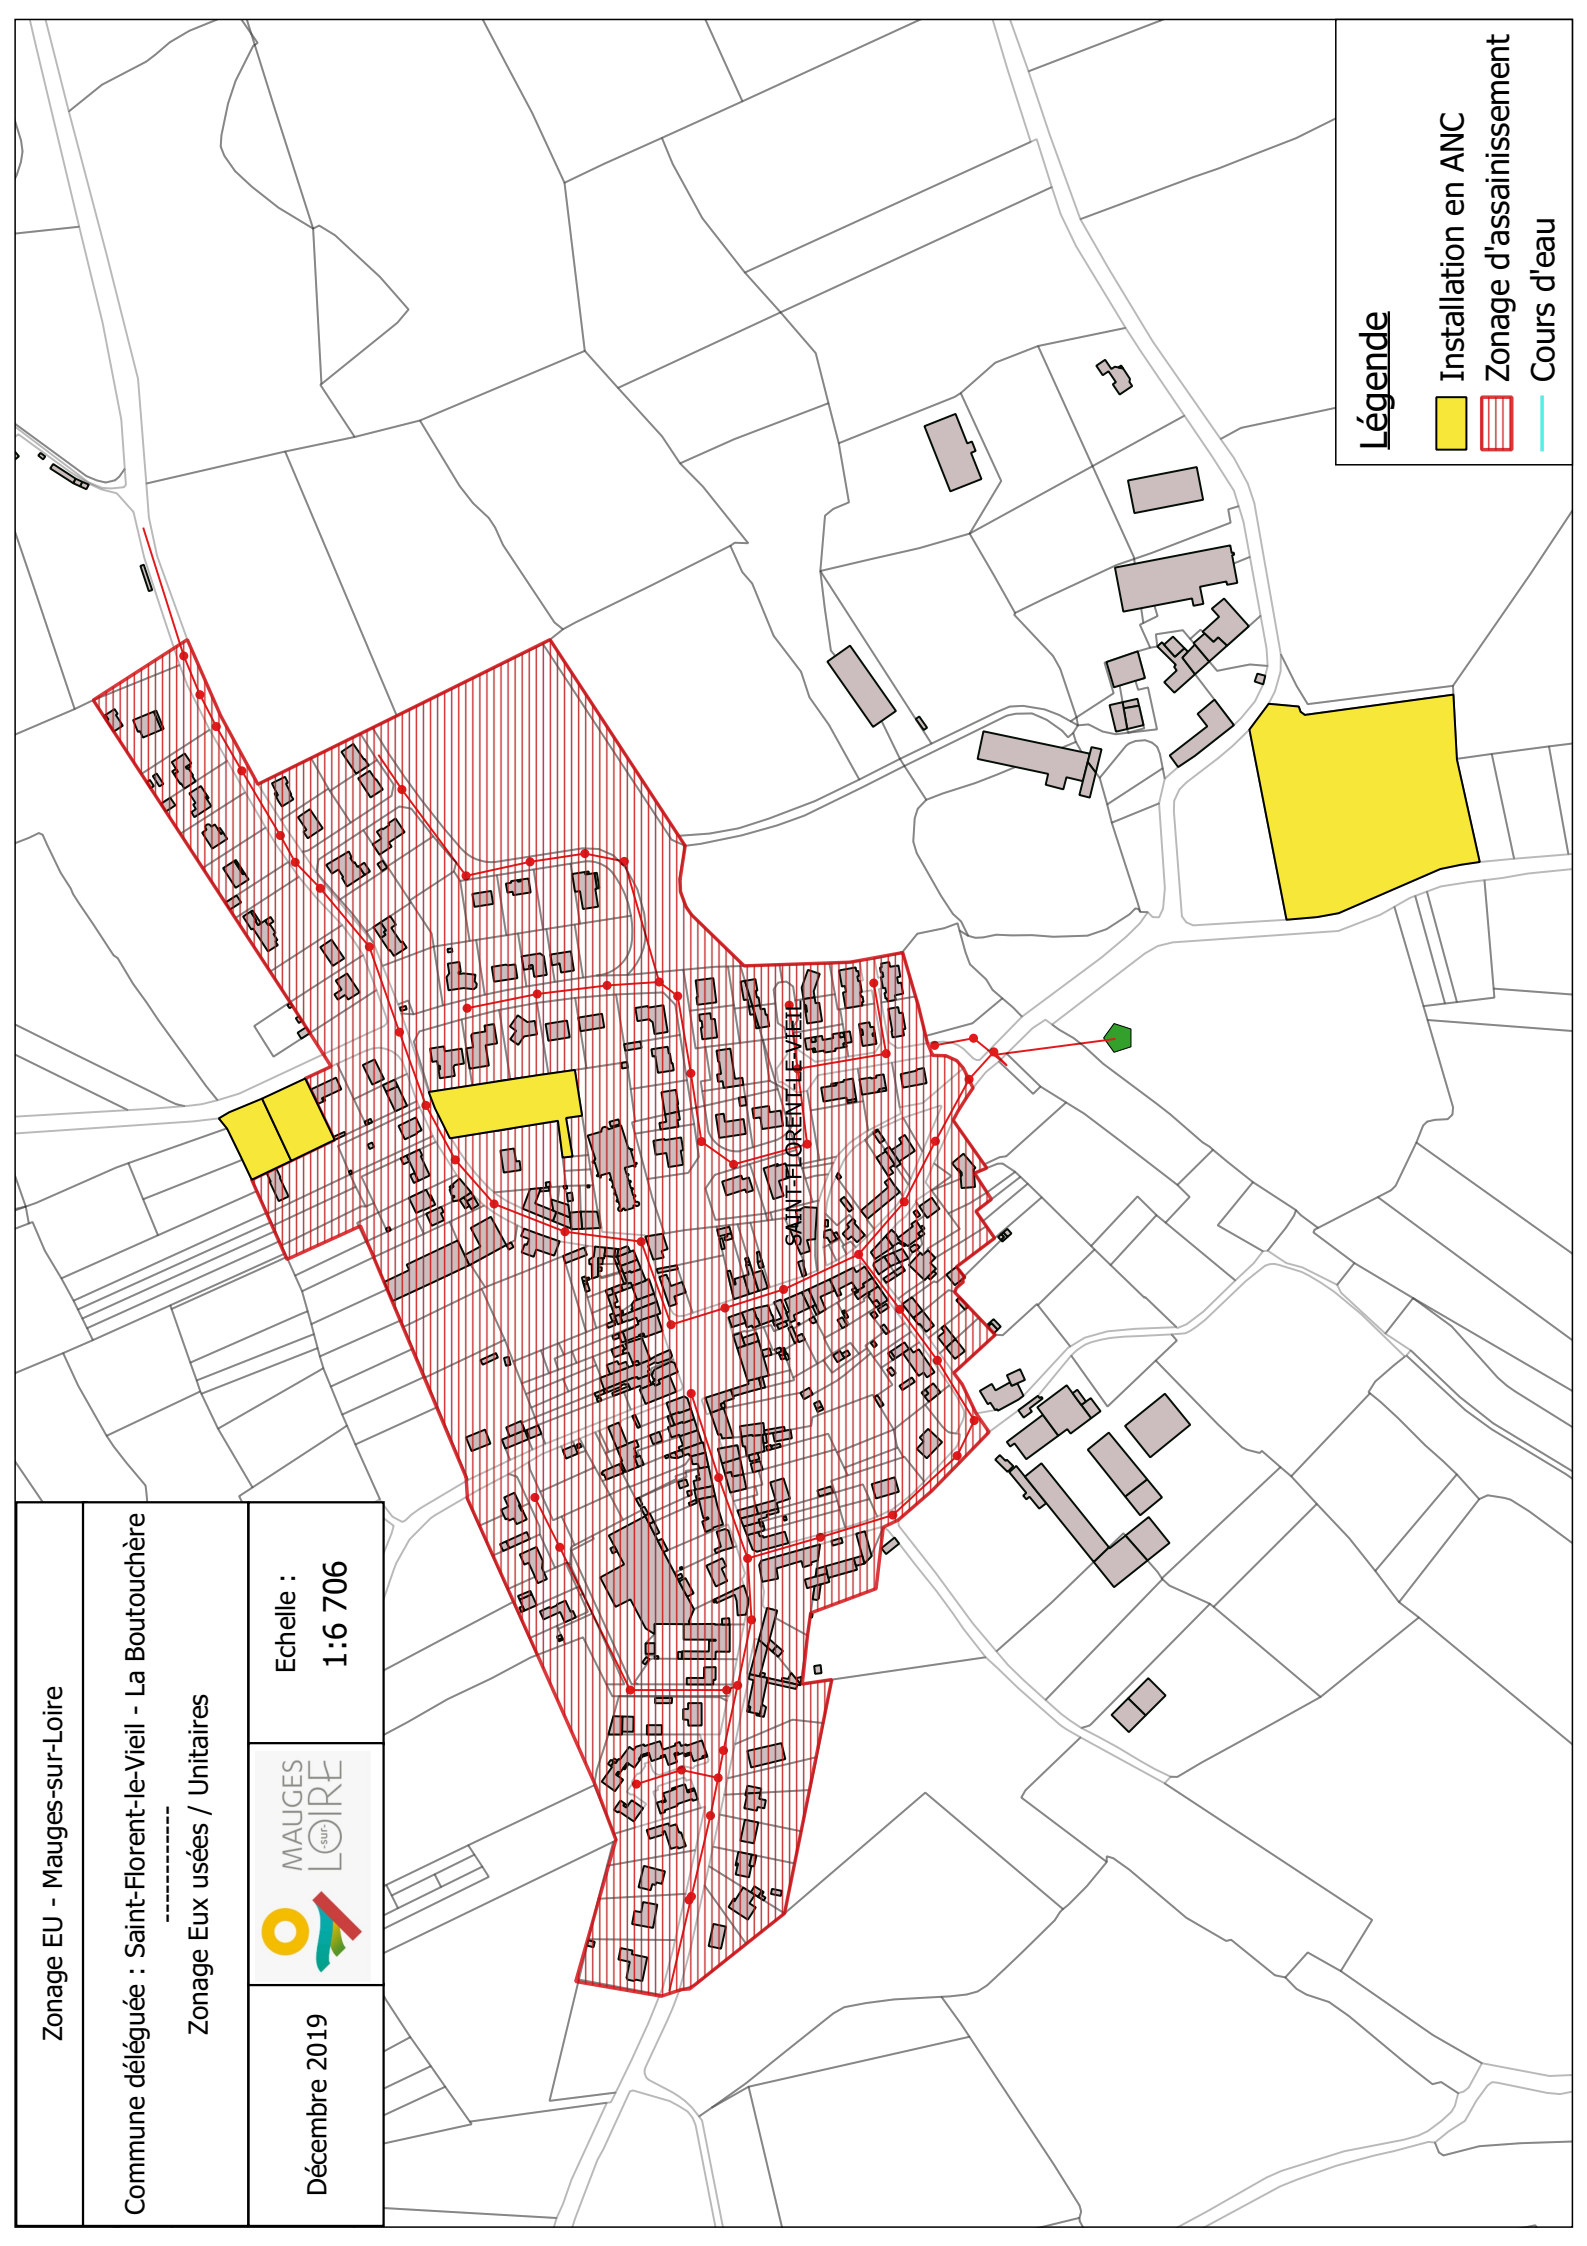 Zonage EU - Mauges-sur-Loire
Commune déléguée : Saint-Florent-le-Vieil - La Boutouchère
------------
Zonage Eux usées / Unitaires
Décembre 2019
MAUGES
LOIRE
-sur-
Echelle :
1:6 706
SAINT-FLORENT-LE-VIEIL
Légende
Installation en ANC
Zonage d'assainissement
Cours d'eau